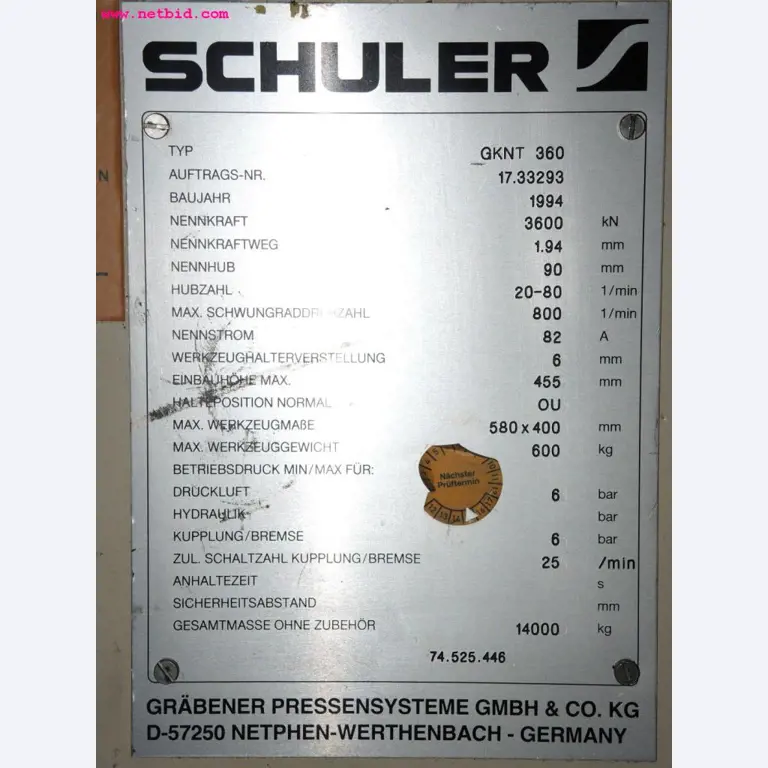 www.netbid.com
SCHULER
N
TYP GKNT 360
AUFTRAGS-NR. 17.33293
BAUJAHR 1994
NENNKRAFT 3600 kN
NENNKRAFTWEG 1.94 mm
NENNHUB 90 mm
HUBZAHL 20-80 1/min
MAX. 800 1/min
NENNSTROM 82 A
WERKZEUGHALTERVERSTELLUNG 6 mm
EINBAUHÖHE MAX. 455 mm
HALTEPOSITION NORMAL OU
MAX. WERKZEUGMAßE 580 x 400 mm
MAX. WERKZEUGGEWICHT 600 kg
BETRIEBSDRUCK MIN/MAX FÜR:
Nächster
Prüftermin
DRUCKLUFT 6 bar
HYDRAULIK bar
KUPPLUNG/BREMSE 6 bar
ZUL. SCHALTZAHL KUPPLUNG/BREMSE 25 /min
ANHALTEZEIT s
SICHERHEITSABSTAND mm
GESAMTMASSE OHNE ZUBEHÖR 14000 kg
74.525.446
GRÄBENER PRESSENSYSTEME GMBH & CO. KG
D-57250 NETPHEN-WERTHENBACH - GERMANY